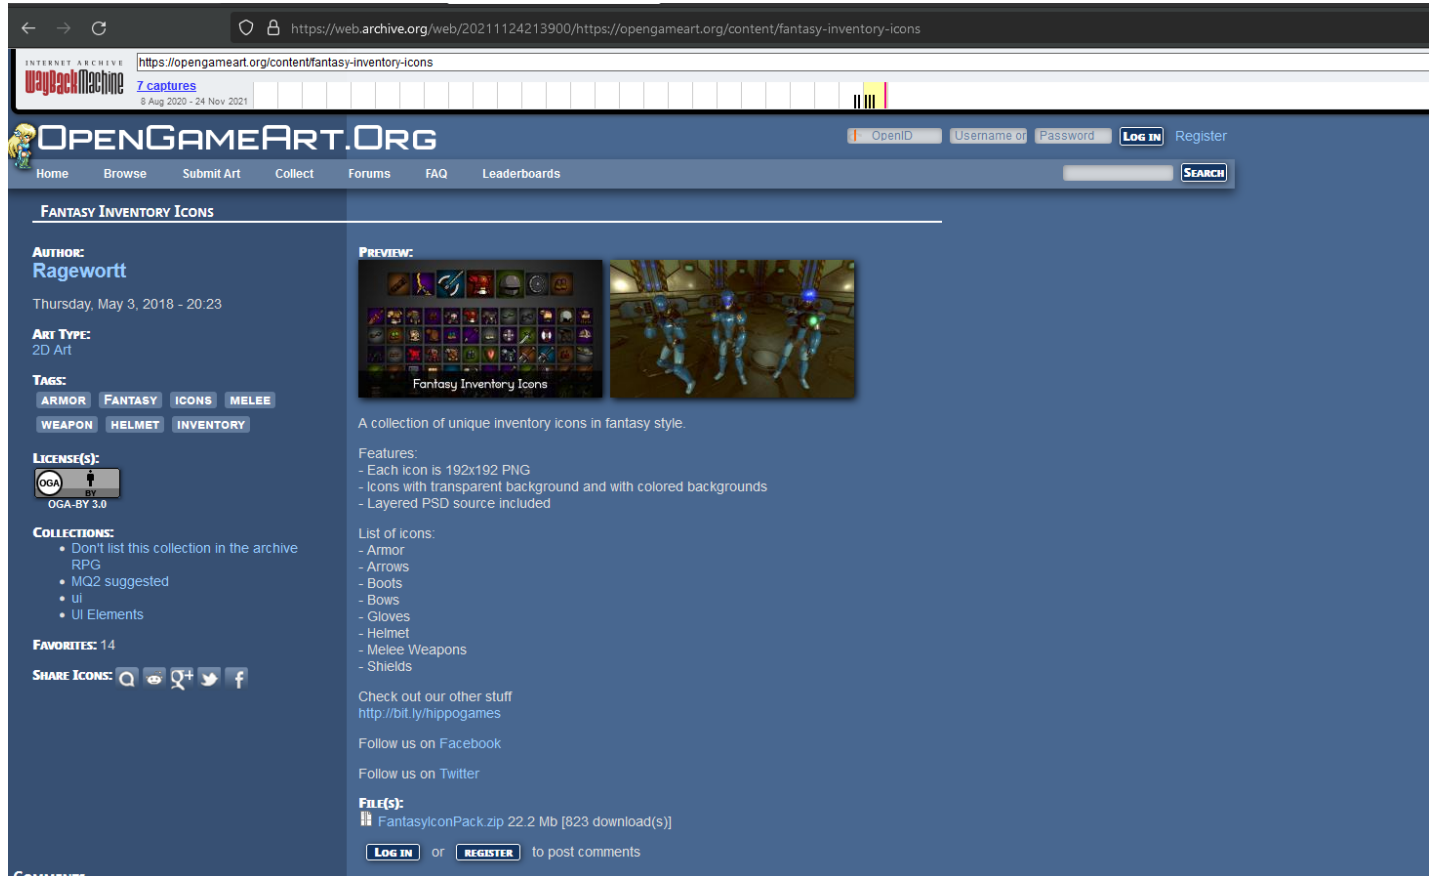 https://web.archive.org/web/20211124213900/https://opengameart.org/content/fantasy-inventory-icons
INTERNET ARCHIVE
WayBackMachine
https://opengameart.org/content/fantasy-inventory-icons
7 captures
8 Aug 2020 - 24 Nov 2021
OpenGameArt.Org
OpenID
Username or
Password
Log in
Register
Home
Browse
Submit Art
Collect
Forums
FAQ
Leaderboards
Search
Fantasy Inventory Icons
Author:
Ragewortt
Thursday, May 3, 2018 - 20:23
Art Type:
2D Art
Tags:
armor Fantasy icons melee
weapon helmet inventory
License(s):
OGA
BY
OGA-BY 3.0
Collections:
Don't list this collection in the archive
RPG
MQ2 suggested
ui
UI Elements
Favorites: 14
Share Icons:
Preview:
Fantasy Inventory Icons
A collection of unique inventory icons in fantasy style.
Features:
- Each icon is 192x192 PNG
- Icons with transparent background and with colored backgrounds
- Layered PSD source included
List of icons:
- Armor
- Arrows
- Boots
- Bows
- Gloves
- Helmet
- Melee Weapons
- Shields
Check out our other stuff
http://bit.ly/hippogames
Follow us on Facebook
Follow us on Twitter
File(s):
FantasyIconPack.zip 22.2 Mb [823 download(s)]
Log in or register to post comments
Comments